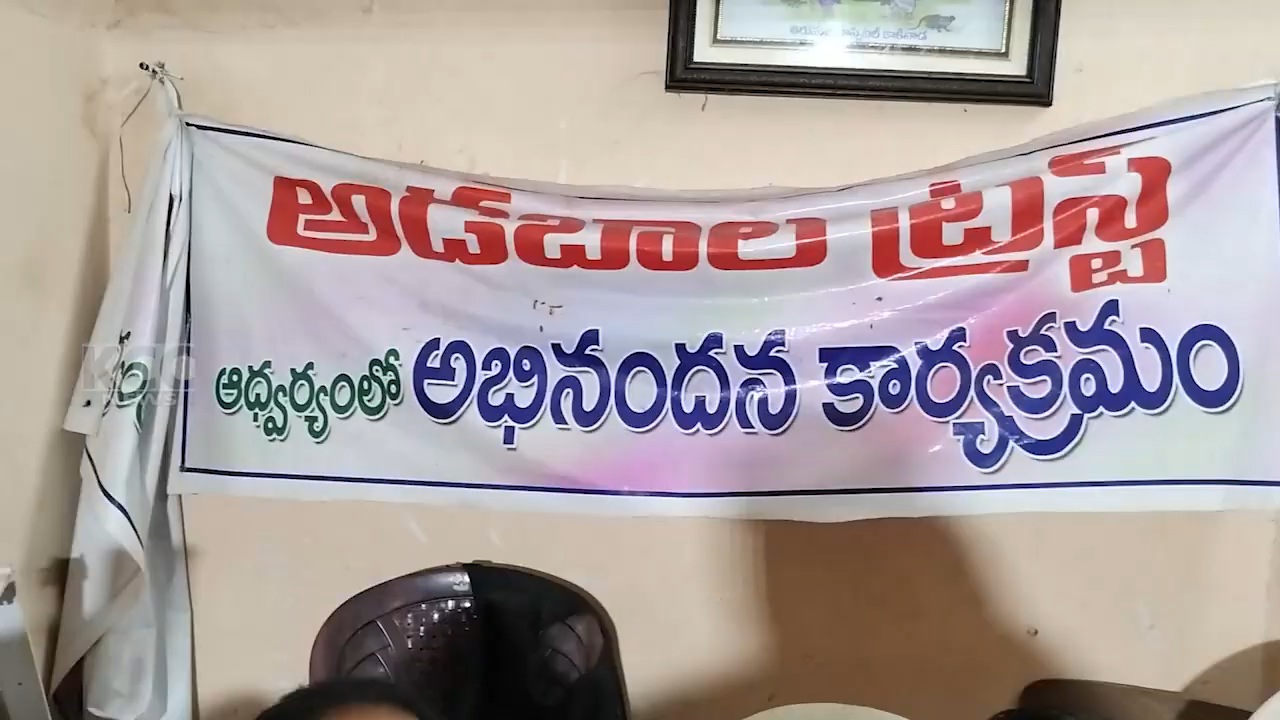 కాకినాడ
అడబాల ట్రస్ట్
ఆధ్వర్యంలో అభినందన కార్యక్రమం